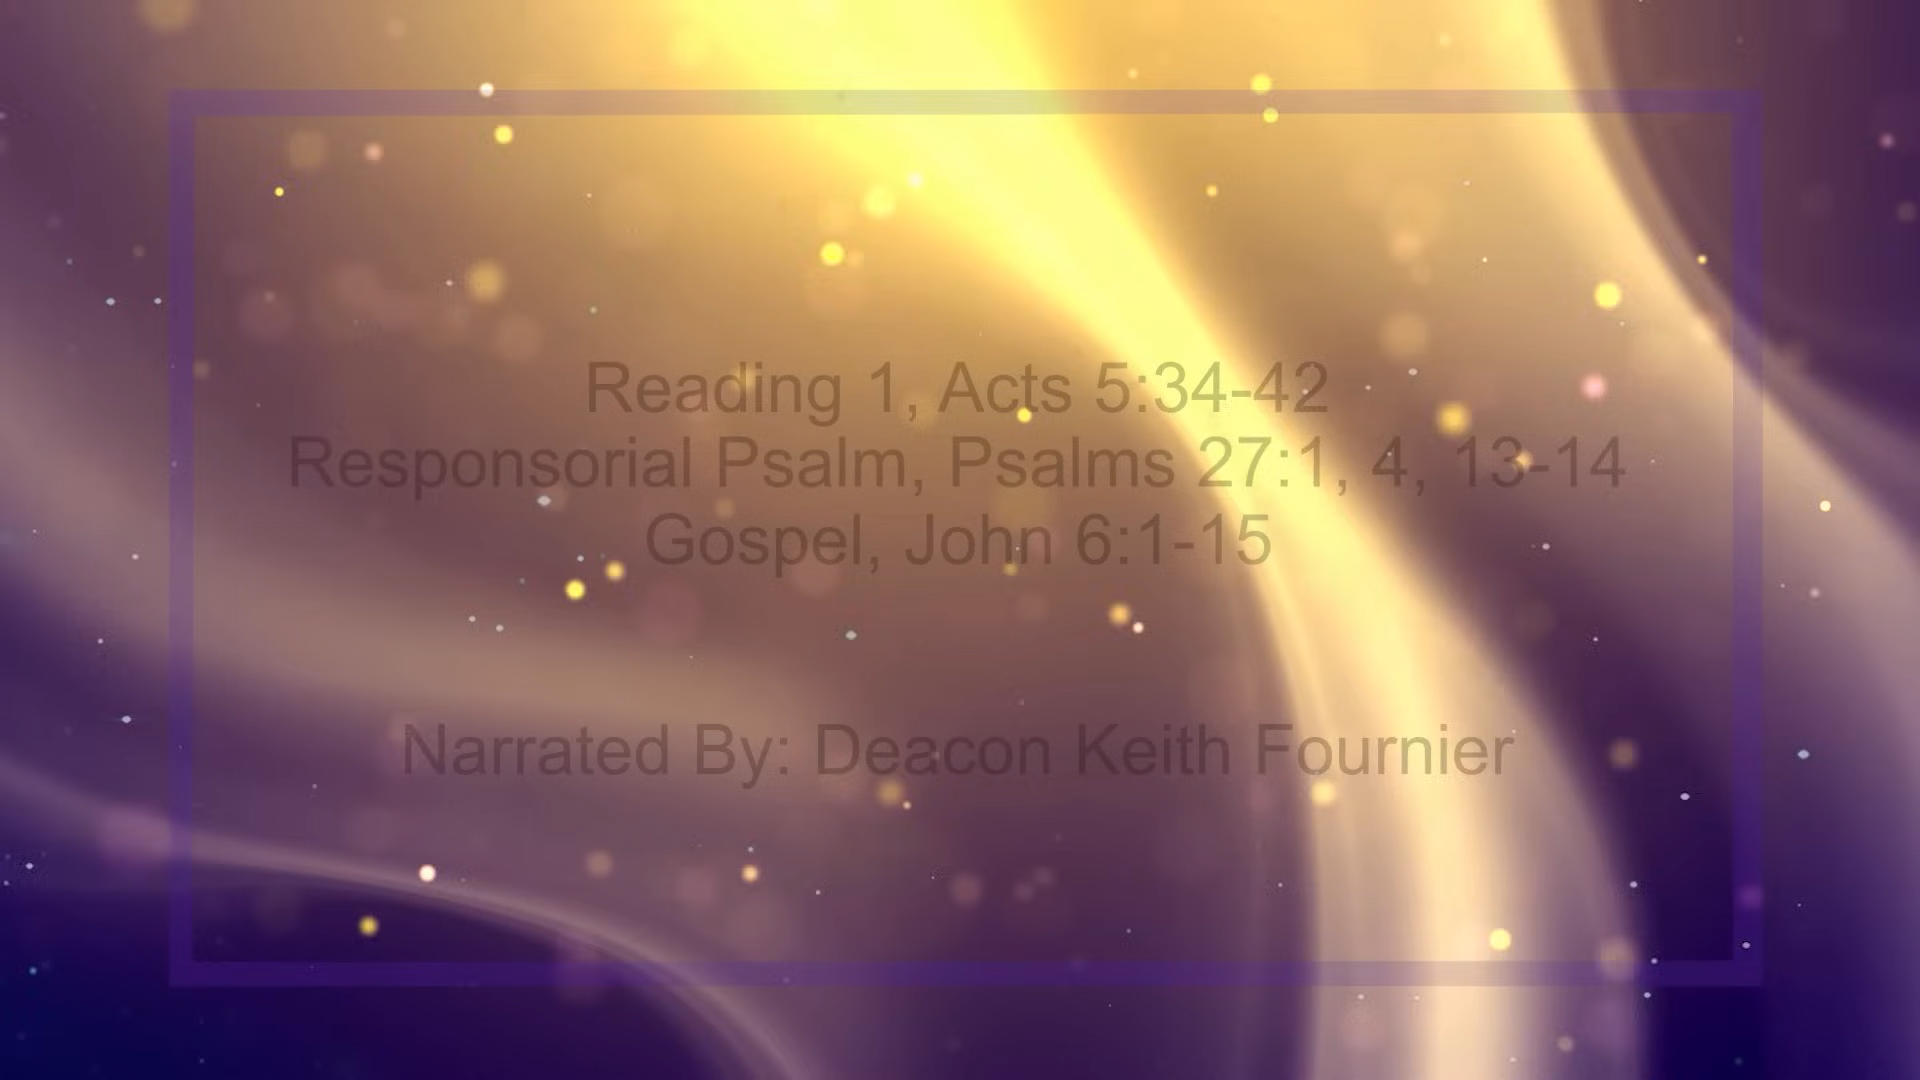 Reading 1, Acts 5:34-42
Responsorial Psalm, Psalms 27:1, 4, 13-14
Gospel, John 6:1-15
Narrated By: Deacon Keith Fournier